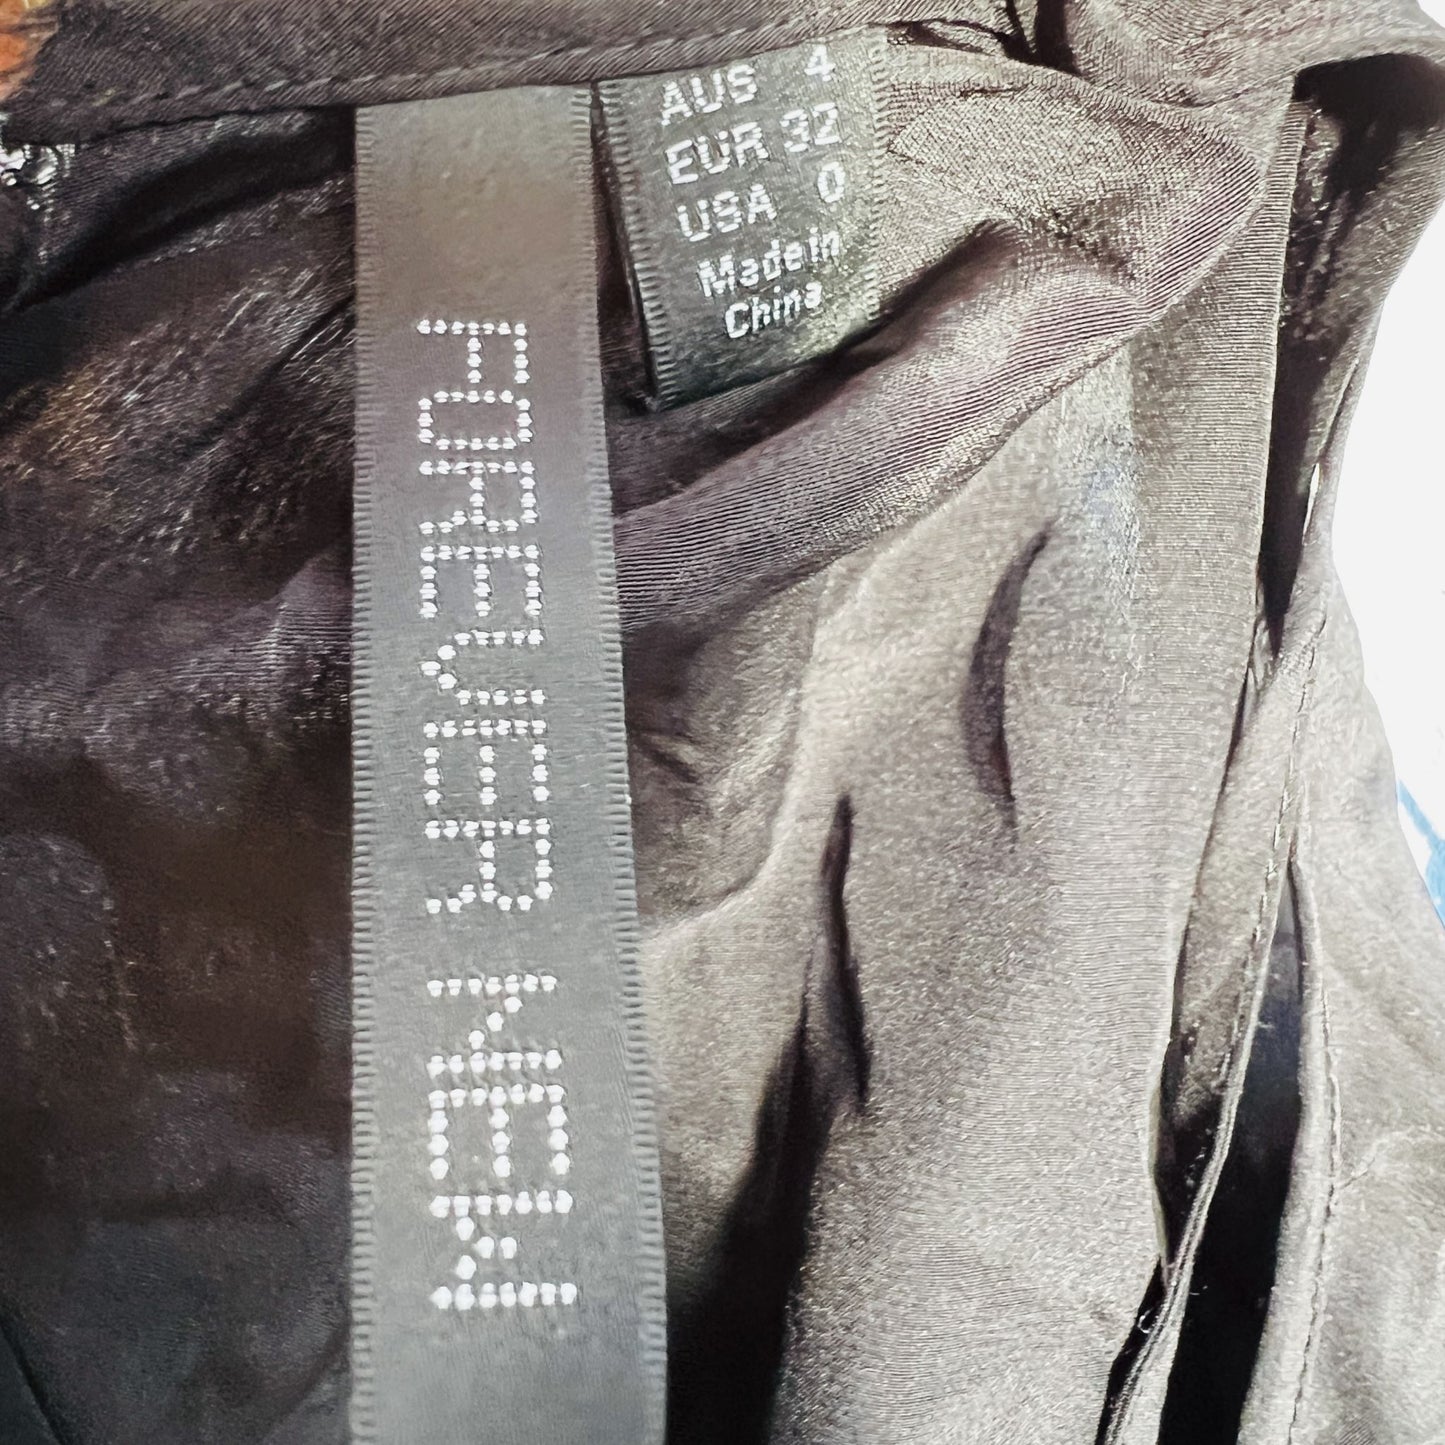 AUS 4
EUR 32
USA 0
Made in
China
FOREVER NEW